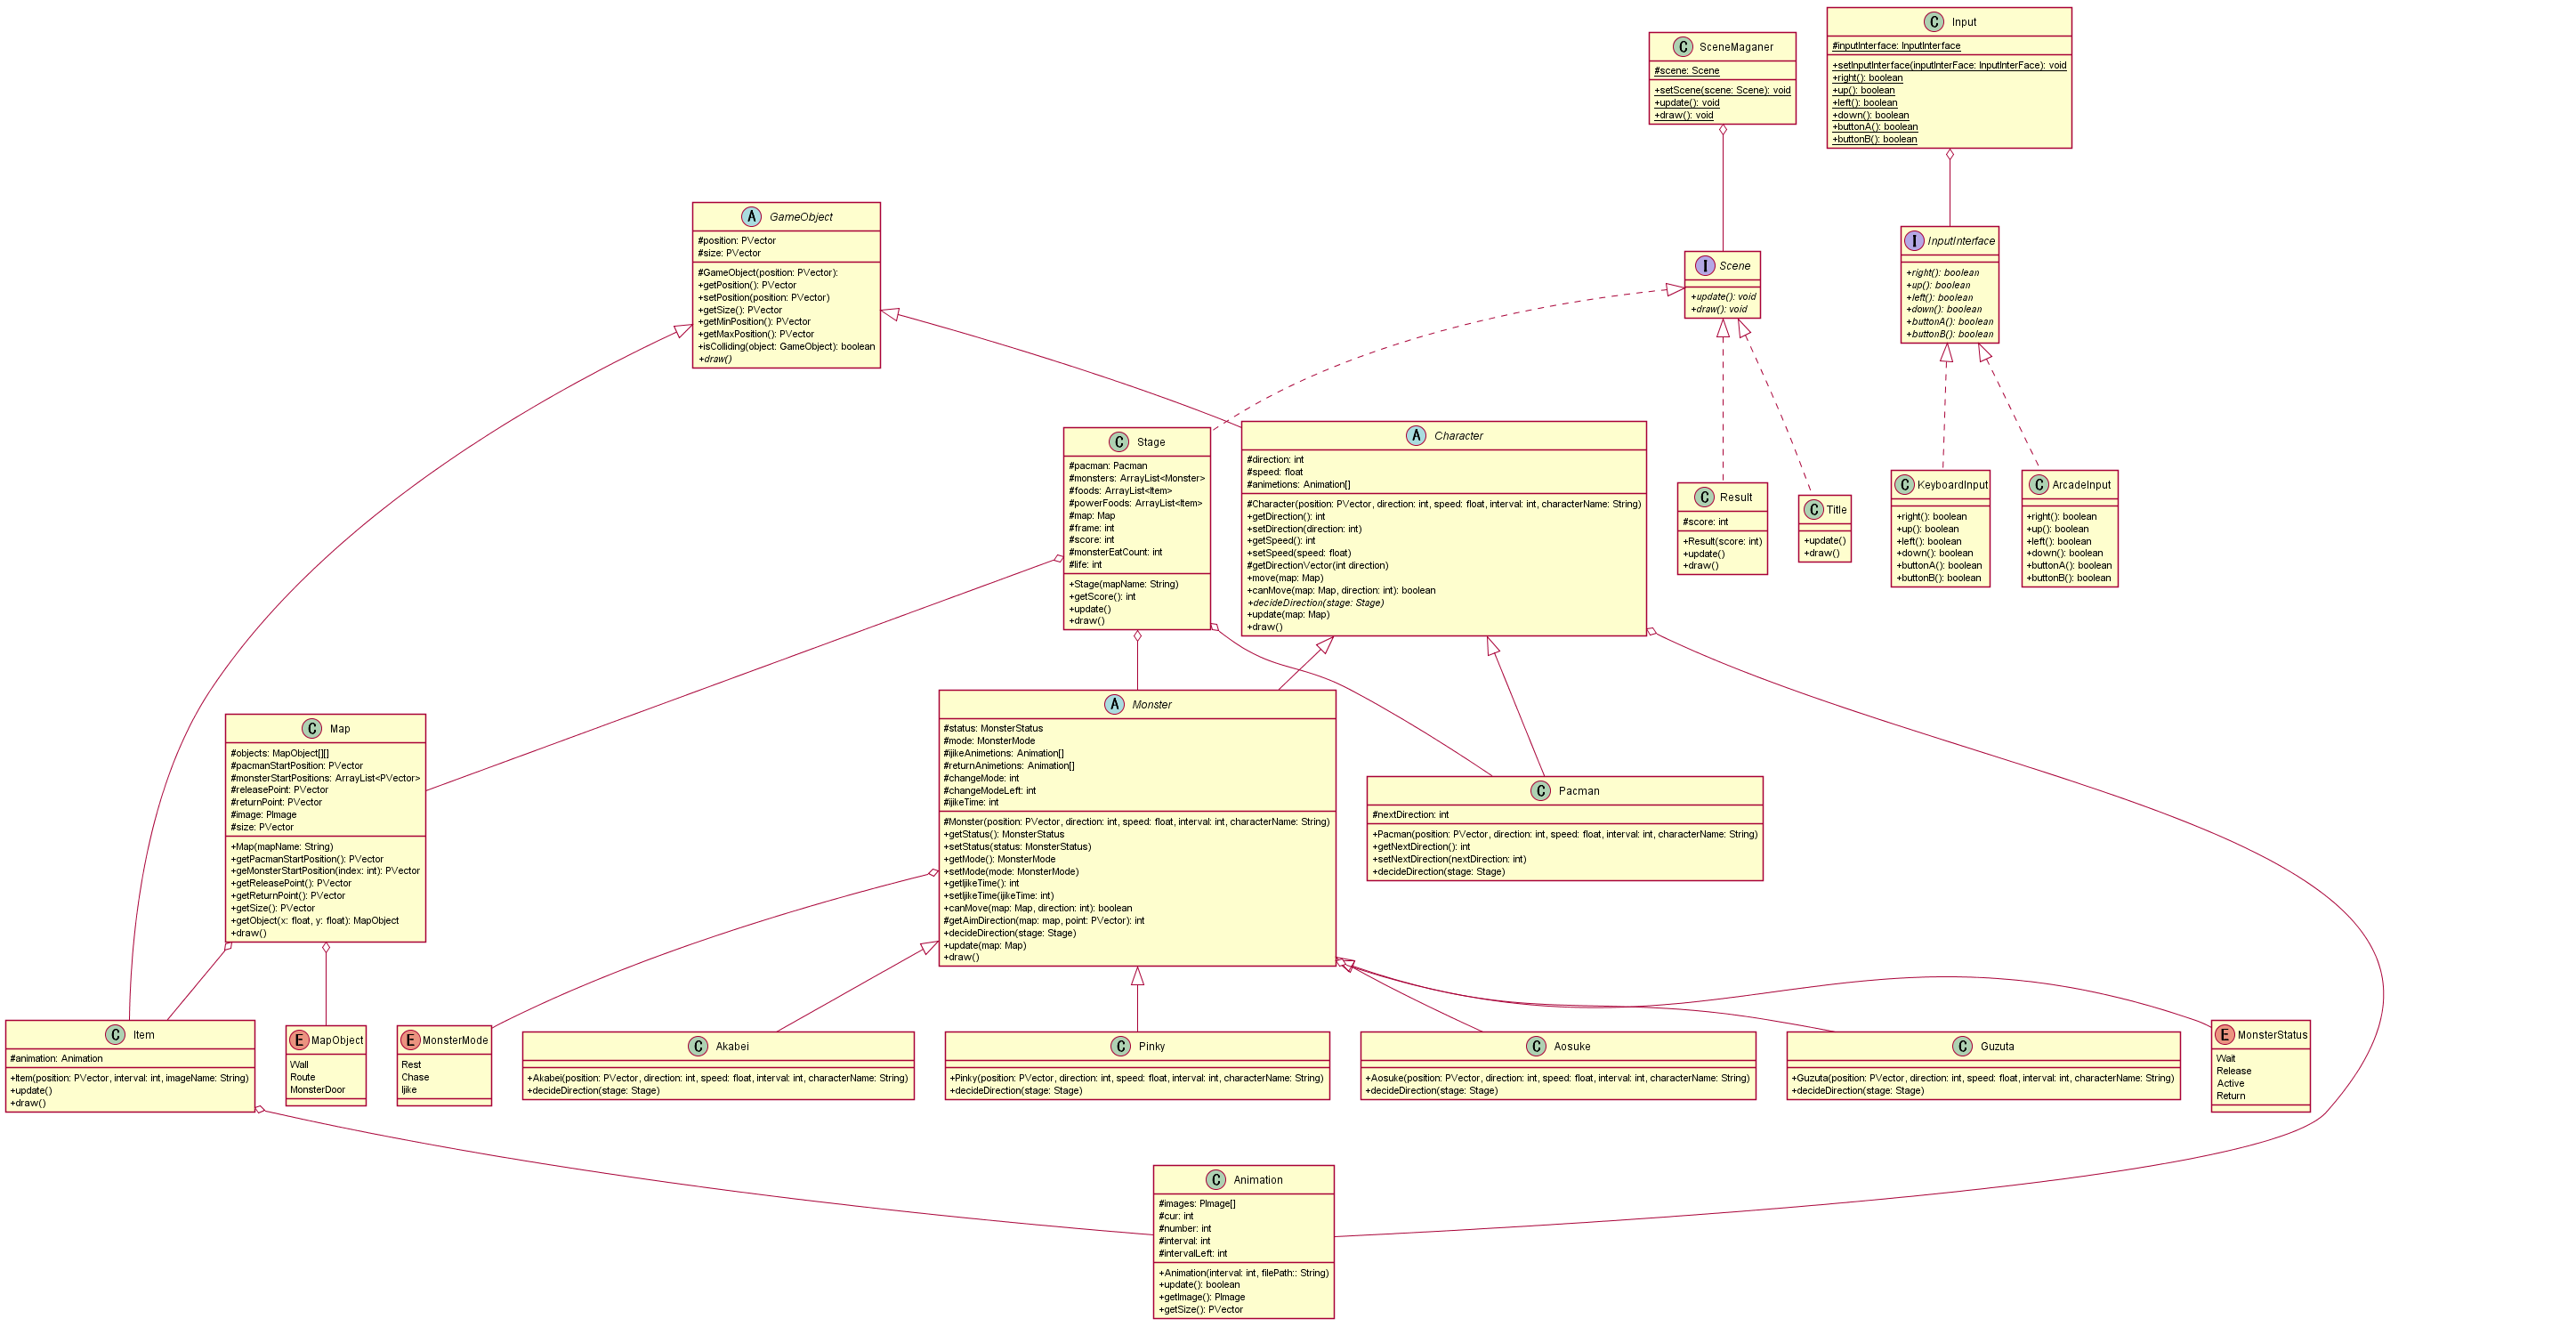 C Input
#inputInterface: InputInterface
+setInputInterface(inputInterFace: InputInterFace): void
+right(): boolean
+up(): boolean
+left(): boolean
+down(): boolean
+buttonA(): boolean
+buttonB(): boolean
C SceneMaganer
#scene: Scene
+setScene(scene: Scene): void
+update(): void
+draw(): void
A GameObject
#position: PVector
#size: PVector
#GameObject(position: PVector):
+getPosition(): PVector
+setPosition(position: PVector)
+getSize(): PVector
+getMinPosition(): PVector
+getMaxPosition(): PVector
+isColliding(object: GameObject): boolean
+draw()
I Scene
+update(): void
+draw(): void
I InputInterface
+right(): boolean
+up(): boolean
+left(): boolean
+down(): boolean
+buttonA(): boolean
+buttonB(): boolean
C Stage
#pacman: Pacman
#monsters: ArrayList<Monster>
#foods: ArrayList<Item>
#powerFoods: ArrayList<Item>
#map: Map
#frame: int
#score: int
#monsterEatCount: int
#life: int
+Stage(mapName: String)
+getScore(): int
+update()
+draw()
A Character
#direction: int
#speed: float
#animetions: Animation[]
#Character(position: PVector, direction: int, speed: float, interval: int, characterName: String)
+getDirection(): int
+setDirection(direction: int)
+getSpeed(): int
+setSpeed(speed: float)
#getDirectionVector(int direction)
+move(map: Map)
+canMove(map: Map, direction: int): boolean
+decideDirection(stage: Stage)
+update(map: Map)
+draw()
C Result
#score: int
+Result(score: int)
+update()
+draw()
C Title
+update()
+draw()
C KeyboardInput
+right(): boolean
+up(): boolean
+left(): boolean
+down(): boolean
+buttonA(): boolean
+buttonB(): boolean
C ArcadeInput
+right(): boolean
+up(): boolean
+left(): boolean
+down(): boolean
+buttonA(): boolean
+buttonB(): boolean
C Map
#objects: MapObject[][]
#pacmanStartPosition: PVector
#monsterStartPositions: ArrayList<PVector>
#releasePoint: PVector
#returnPoint: PVector
#image: PImage
#size: PVector
+Map(mapName: String)
+getPacmanStartPosition(): PVector
+geMonsterStartPosition(index: int): PVector
+getReleasePoint(): PVector
+getReturnPoint(): PVector
+getSize(): PVector
+getObject(x: float, y: float): MapObject
+draw()
A Monster
#status: MonsterStatus
#mode: MonsterMode
#ijikeAnimetions: Animation[]
#returnAnimetions: Animation[]
#changeMode: int
#changeModeLeft: int
#ijikeTime: int
#Monster(position: PVector, direction: int, speed: float, interval: int, characterName: String)
+getStatus(): MonsterStatus
+setStatus(status: MonsterStatus)
+getMode(): MonsterMode
+setMode(mode: MonsterMode)
+getIjikeTime(): int
+setIjikeTime(ijikeTime: int)
+canMove(map: Map, direction: int): boolean
#getAimDirection(map: map, point: PVector): int
+decideDirection(stage: Stage)
+update(map: Map)
+draw()
C Pacman
#nextDirection: int
+Pacman(position: PVector, direction: int, speed: float, interval: int, characterName: String)
+getNextDirection(): int
+setNextDirection(nextDirection: int)
+decideDirection(stage: Stage)
C Item
#animation: Animation
+Item(position: PVector, interval: int, imageName: String)
+update()
+draw()
E MapObject
Wall
Route
MonsterDoor
E MonsterMode
Rest
Chase
Ijike
C Akabei
+Akabei(position: PVector, direction: int, speed: float, interval: int, characterName: String)
+decideDirection(stage: Stage)
C Pinky
+Pinky(position: PVector, direction: int, speed: float, interval: int, characterName: String)
+decideDirection(stage: Stage)
C Aosuke
+Aosuke(position: PVector, direction: int, speed: float, interval: int, characterName: String)
+decideDirection(stage: Stage)
C Guzuta
+Guzuta(position: PVector, direction: int, speed: float, interval: int, characterName: String)
+decideDirection(stage: Stage)
E MonsterStatus
Wait
Release
Active
Return
C Animation
#images: PImage[]
#cur: int
#number: int
#interval: int
#intervalLeft: int
+Animation(interval: int, filePath:: String)
+update(): boolean
+getImage(): PImage
+getSize(): PVector